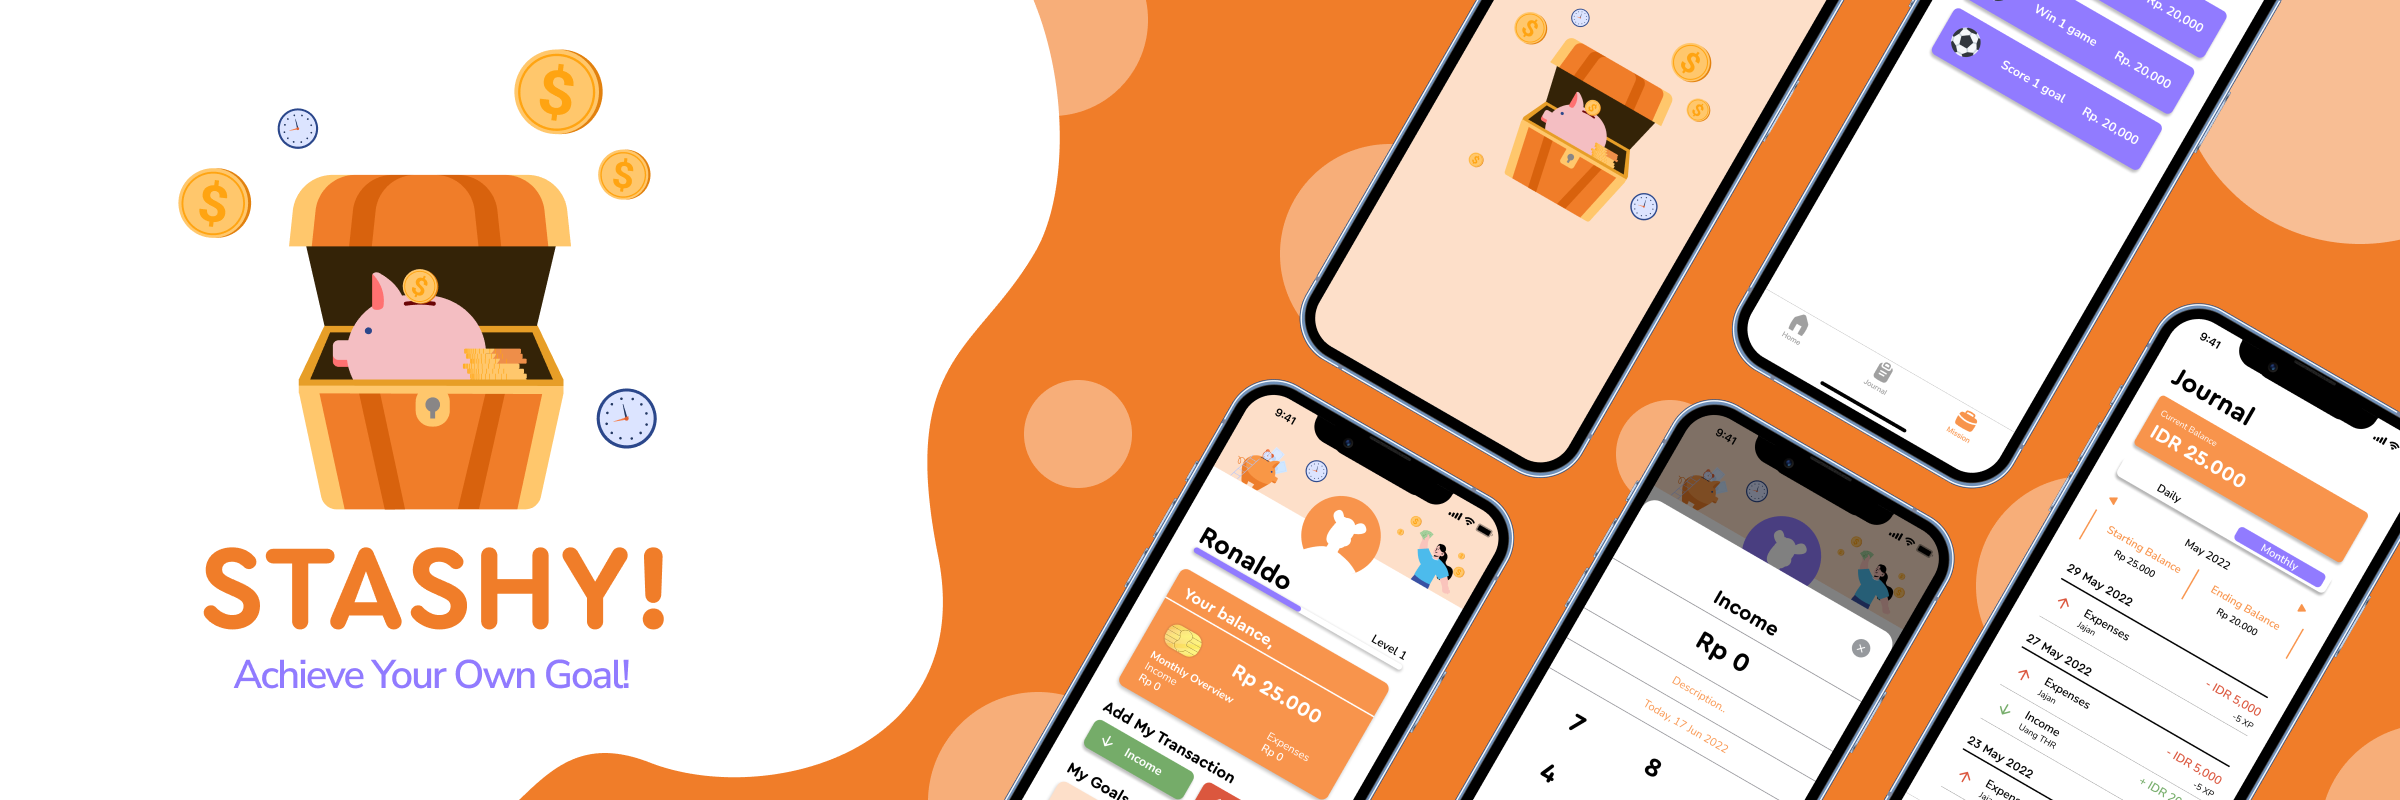 STASHY!
Achieve Your Own Goal!
Rp. 20,000
Win 1 game
Rp. 20,000
Score 1 goal
Rp. 20,000
Home
Journal
Mission
9:41
Ronaldo
Level 1
Your balance,
Rp 25.000
Monthly Overview
Income
Rp 0
Expenses
Rp 0
Add My Transaction
Income
My Goals
9:41
Income
Rp 0
Description..
Today, 17 Jun 2022
7
8
4
9:41
Journal
Current Balance
IDR 25.000
Daily
Monthly
May 2022
Starting Balance
Rp 25.000
Ending Balance
Rp 20.000
29 May 2022
Expenses
Jajan
- IDR 5,000
-5 XP
27 May 2022
Expenses
Jajan
- IDR 5,000
-5 XP
Income
Uang THR
+ IDR 20
23 May 2022